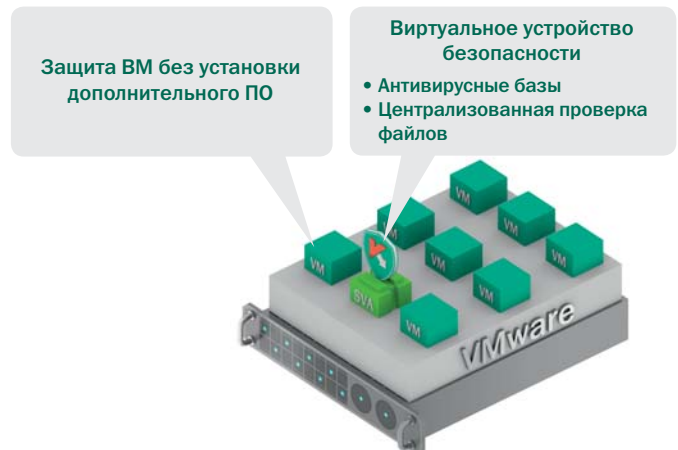 Защита ВМ без установки
дополнительного ПО
Виртуальное устройство
безопасности
• Антивирусные базы
• Централизованная проверка
файлов
VM
VM
VM
VM
VM
VM
VM
VM
SVA
VMware